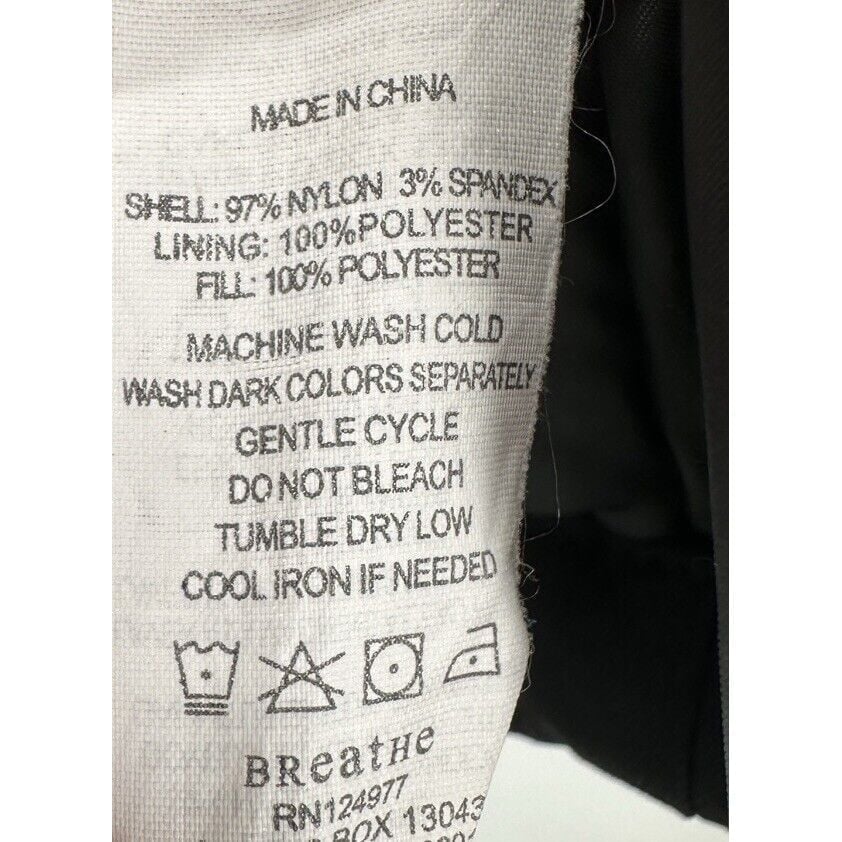 MADE IN CHINA
SHELL: 97% NYLON 3% SPANDEX
LINING: 100% POLYESTER
FILL: 100% POLYESTER
MACHINE WASH COLD
WASH DARK COLORS SEPARATELY
GENTLE CYCLE
DO NOT BLEACH
TUMBLE DRY LOW
COOL IRON IF NEEDED
BReatHe
RN124977
BOX 13043